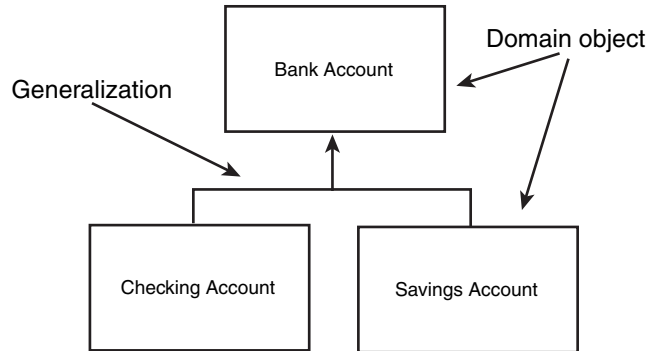 Domain object
Bank Account
Generalization
Checking Account
Savings Account